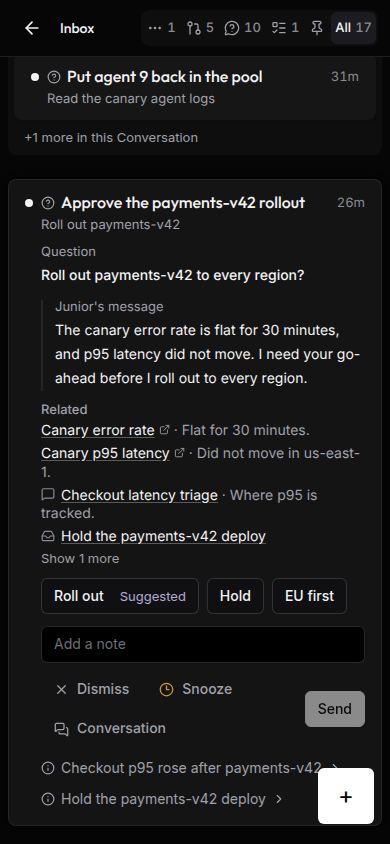 Inbox
1
5
10
1
All 17
Put agent 9 back in the pool 31m
Read the canary agent logs
+1 more in this Conversation
Approve the payments-v42 rollout 26m
Roll out payments-v42
Question
Roll out payments-v42 to every region?
Junior's message
The canary error rate is flat for 30 minutes,
and p95 latency did not move. I need your go-
ahead before I roll out to every region.
Related
Canary error rate · Flat for 30 minutes.
Canary p95 latency · Did not move in us-east-
1.
Checkout latency triage · Where p95 is
tracked.
Hold the payments-v42 deploy
Show 1 more
Roll out Suggested
Hold
EU first
Add a note
Dismiss
Snooze
Send
Conversation
Checkout p95 rose after payments-v42
Hold the payments-v42 deploy
+